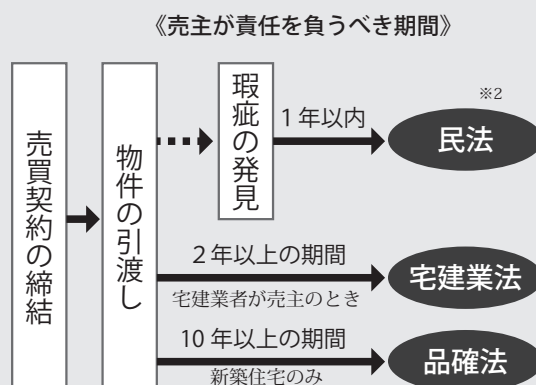 《売主が責任を負うべき期間》
売買契約の締結
物件の引渡し
瑕疵の発見
1年以内
※2
民法
2年以上の期間
宅建業者が売主のとき
宅建業法
10年以上の期間
新築住宅のみ
品確法